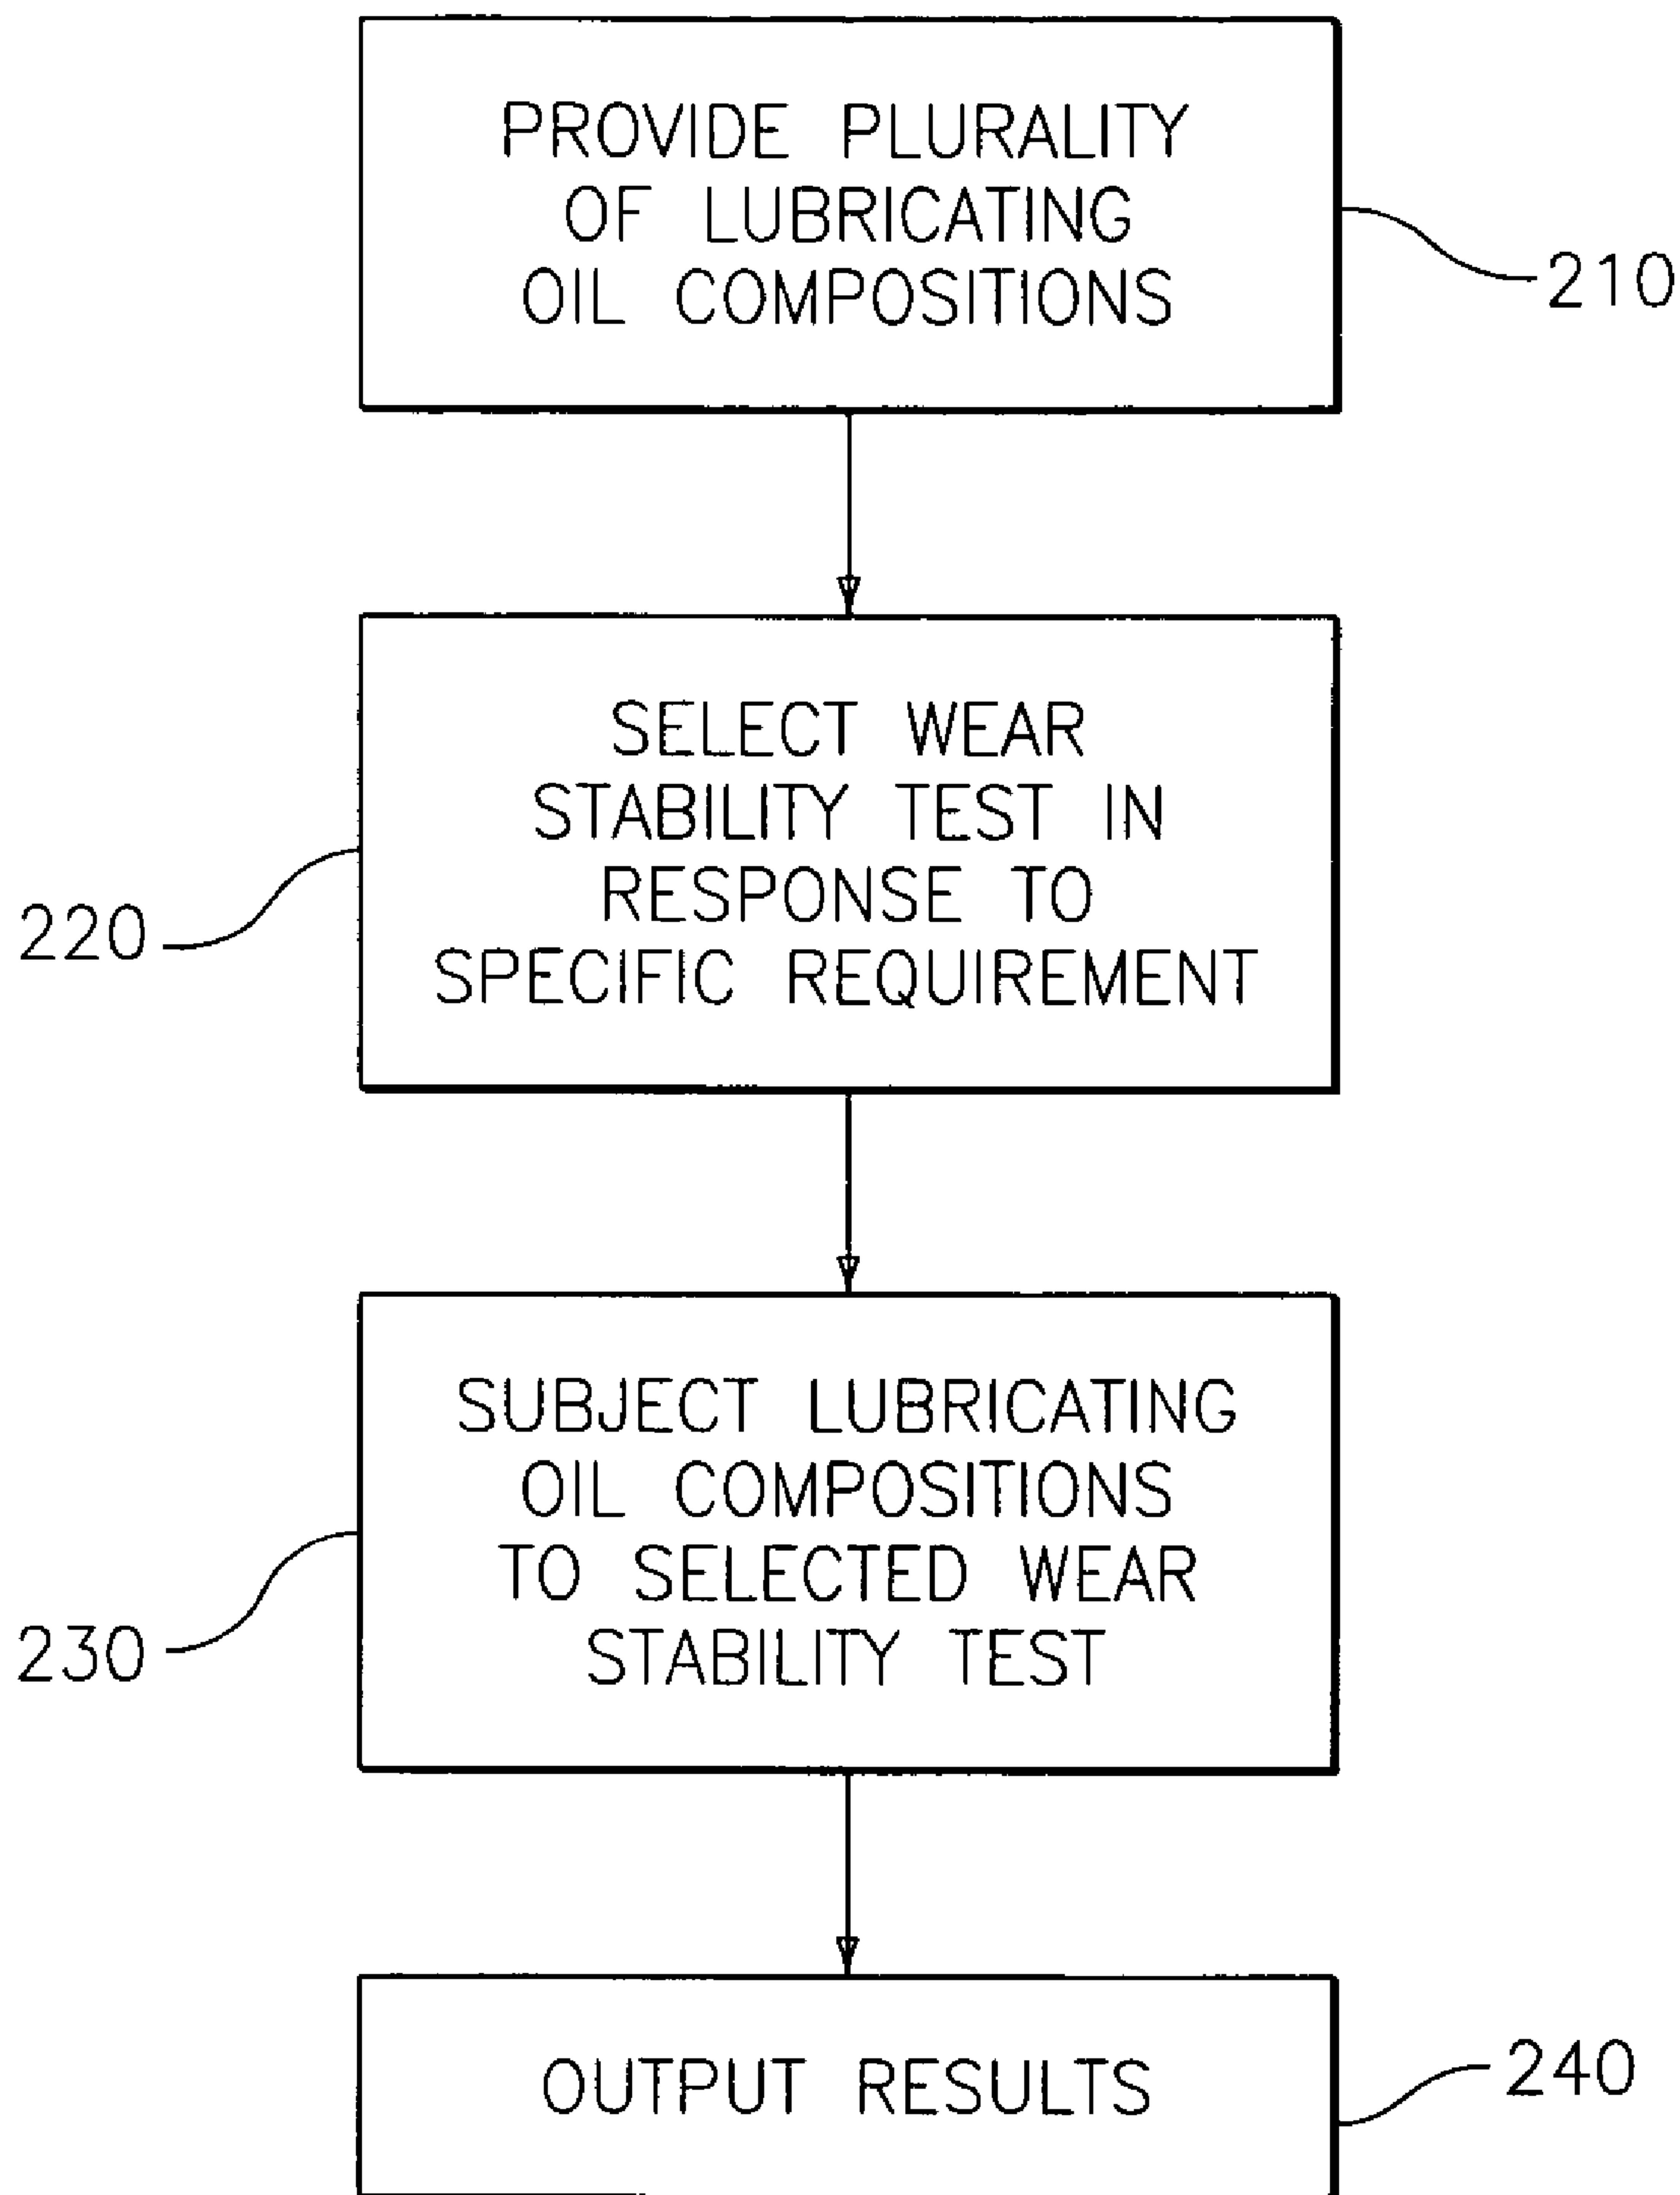 PROVIDE PLURALITY
OF LUBRICATING
OIL COMPOSITIONS
210
SELECT WEAR
STABILITY TEST IN
RESPONSE TO
SPECIFIC REQUIREMENT
220
SUBJECT LUBRICATING
OIL COMPOSITIONS
TO SELECTED WEAR
STABILITY TEST
230
OUTPUT RESULTS
240